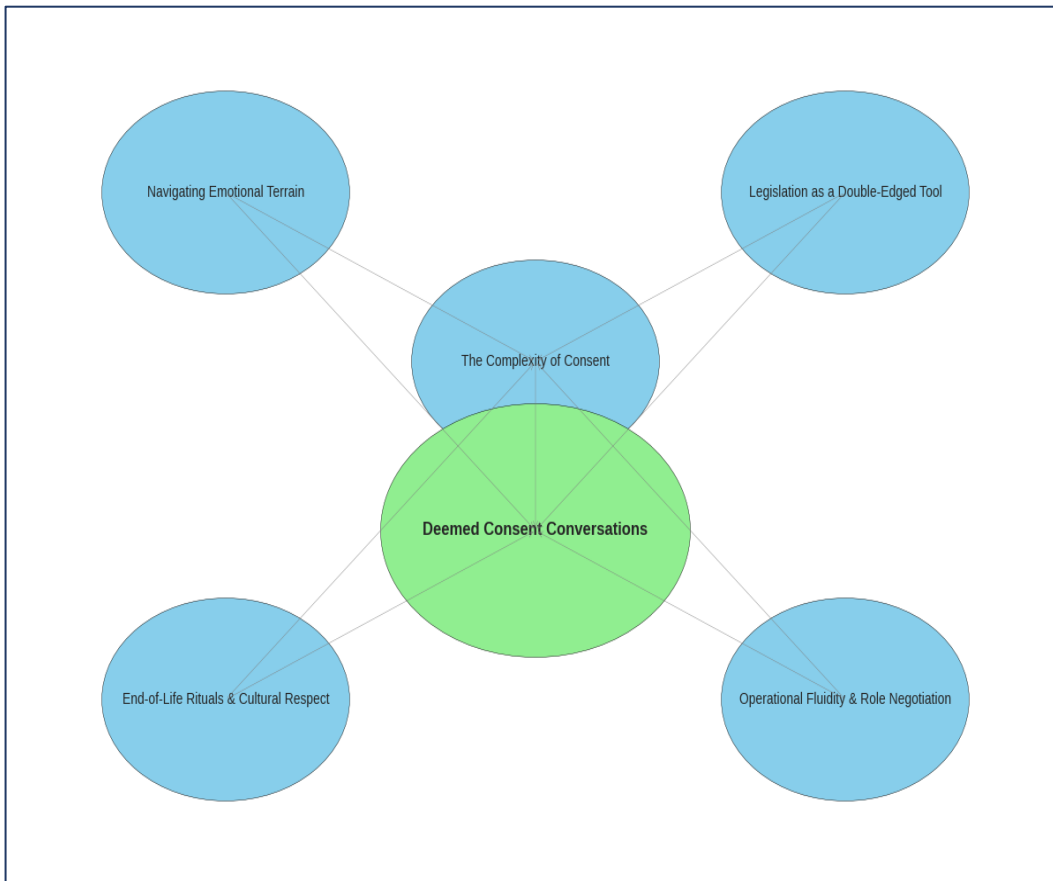 Navigating Emotional Terrain
Legislation as a Double-Edged Tool
The Complexity of Consent
Deemed Consent Conversations
End-of-Life Rituals & Cultural Respect
Operational Fluidity & Role Negotiation